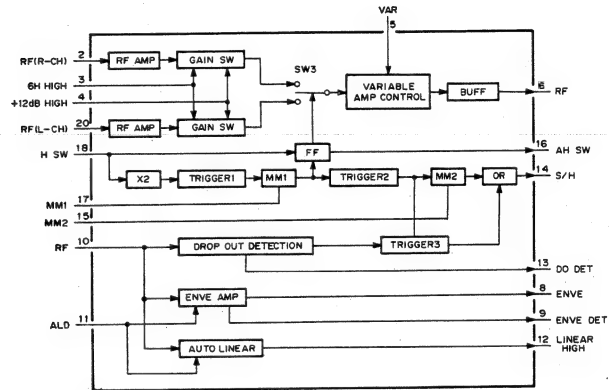 VAR
5
RF(R-CH) 2 RF AMP GAIN SW
SW3
6H HIGH 3
+12dB HIGH 4
VARIABLE AMP CONTROL BUFF 6 RF
RF(L-CH) 20 RF AMP GAIN SW
H SW 18 FF 16 AH SW
X2 TRIGGER1 MM1 TRIGGER2 MM2 OR 14 S/H
MM1 17
MM2 15
RF 10 DROP OUT DETECTION TRIGGER3
13 DO DET
ENVE AMP 8 ENVE
ALD 11 9 ENVE DET
AUTO LINEAR 12 LINEAR HIGH